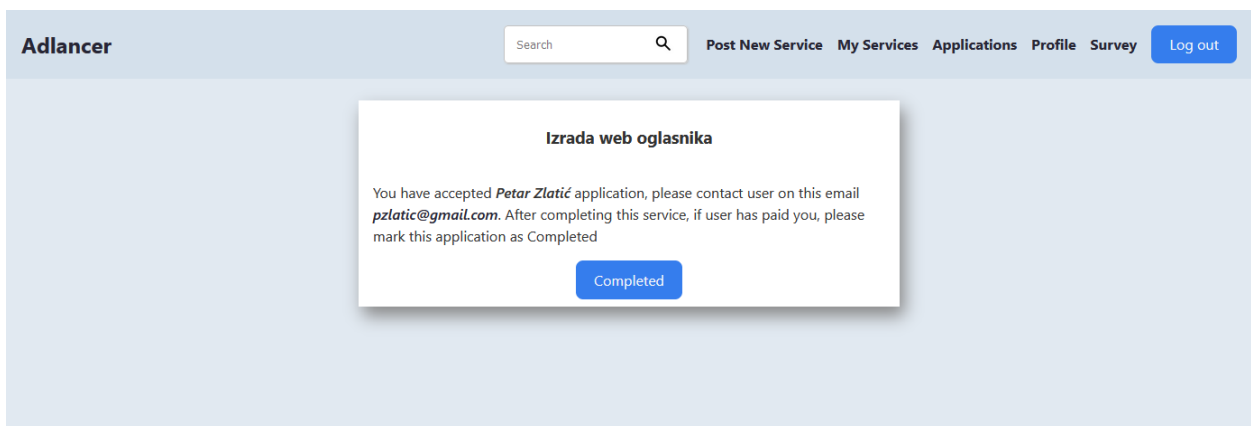 Adlancer
Search
Post New Service
My Services
Applications
Profile
Survey
Log out
Izrada web oglasnika
You have accepted Petar Zlatić application, please contact user on this email
pzlatic@gmail.com. After completing this service, if user has paid you, please
mark this application as Completed
Completed